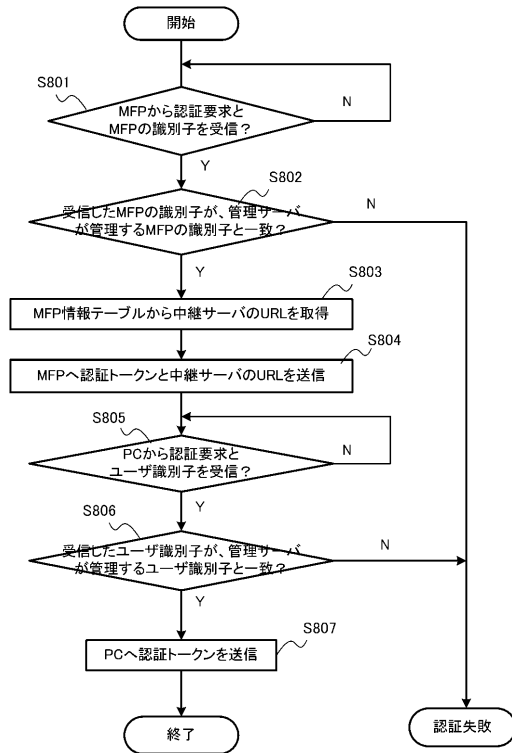 開始
S801
MFPから認証要求と
MFPの識別子を受信？
N
Y
S802
受信したMFPの識別子が、管理サーバ
が管理するMFPの識別子と一致？
N
Y
S803
MFP情報テーブルから中継サーバのURLを取得
S804
MFPへ認証トークンと中継サーバのURLを送信
S805
PCから認証要求と
ユーザ識別子を受信？
N
Y
S806
受信したユーザ識別子が、管理サーバ
が管理するユーザ識別子と一致？
N
Y
S807
PCへ認証トークンを送信
終了
認証失敗